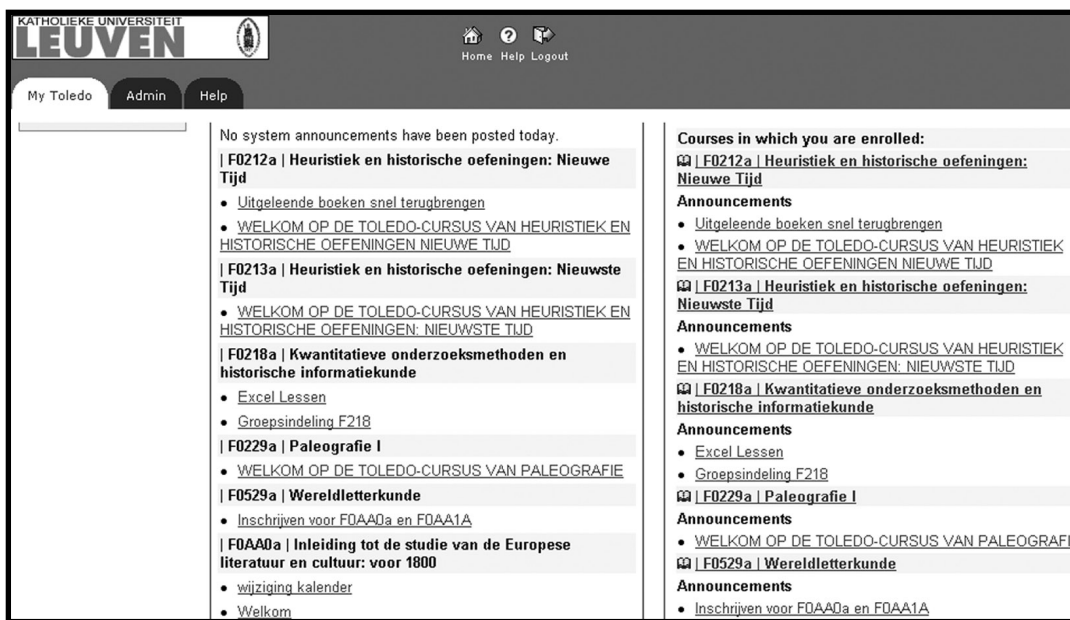 KATHOLIEKE UNIVERSITEIT
LEUVEN
Home Help Logout
My Toledo Admin Help
No system announcements have been posted today.
| F0212a | Heuristiek en historische oefeningen: Nieuwe
Tijd
• Uitgeleende boeken snel terugbrengen
• WELKOM OP DE TOLEDO-CURSUS VAN HEURISTIEK EN
HISTORISCHE OEFENINGEN NIEUWE TIJD
| F0213a | Heuristiek en historische oefeningen: Nieuwste
Tijd
• WELKOM OP DE TOLEDO-CURSUS VAN HEURISTIEK EN
HISTORISCHE OEFENINGEN: NIEUWSTE TIJD
| F0218a | Kwantitatieve onderzoeksmethoden en
historische informatiekunde
• Excel Lessen
• Groepsindeling F218
| F0229a | Paleografie I
• WELKOM OP DE TOLEDO-CURSUS VAN PALEOGRAFIE
| F0529a | Wereldletterkunde
• Inschrijven voor F0AA0a en F0AA1A
| F0AA0a | Inleiding tot de studie van de Europese
literatuur en cultuur: voor 1800
• wijziging kalender
• Welkom
Courses in which you are enrolled:
| F0212a | Heuristiek en historische oefeningen:
Nieuwe Tijd
Announcements
• Uitgeleende boeken snel terugbrengen
• WELKOM OP DE TOLEDO-CURSUS VAN HEURISTIEK
EN HISTORISCHE OEFENINGEN NIEUWE TIJD
| F0213a | Heuristiek en historische oefeningen:
Nieuwste Tijd
Announcements
• WELKOM OP DE TOLEDO-CURSUS VAN HEURISTIEK
EN HISTORISCHE OEFENINGEN: NIEUWSTE TIJD
| F0218a | Kwantitatieve onderzoeksmethoden en
historische informatiekunde
Announcements
• Excel Lessen
• Groepsindeling F218
| F0229a | Paleografie I
Announcements
• WELKOM OP DE TOLEDO-CURSUS VAN PALEOGRAFI
| F0529a | Wereldletterkunde
Announcements
• Inschrijven voor F0AA0a en F0AA1A